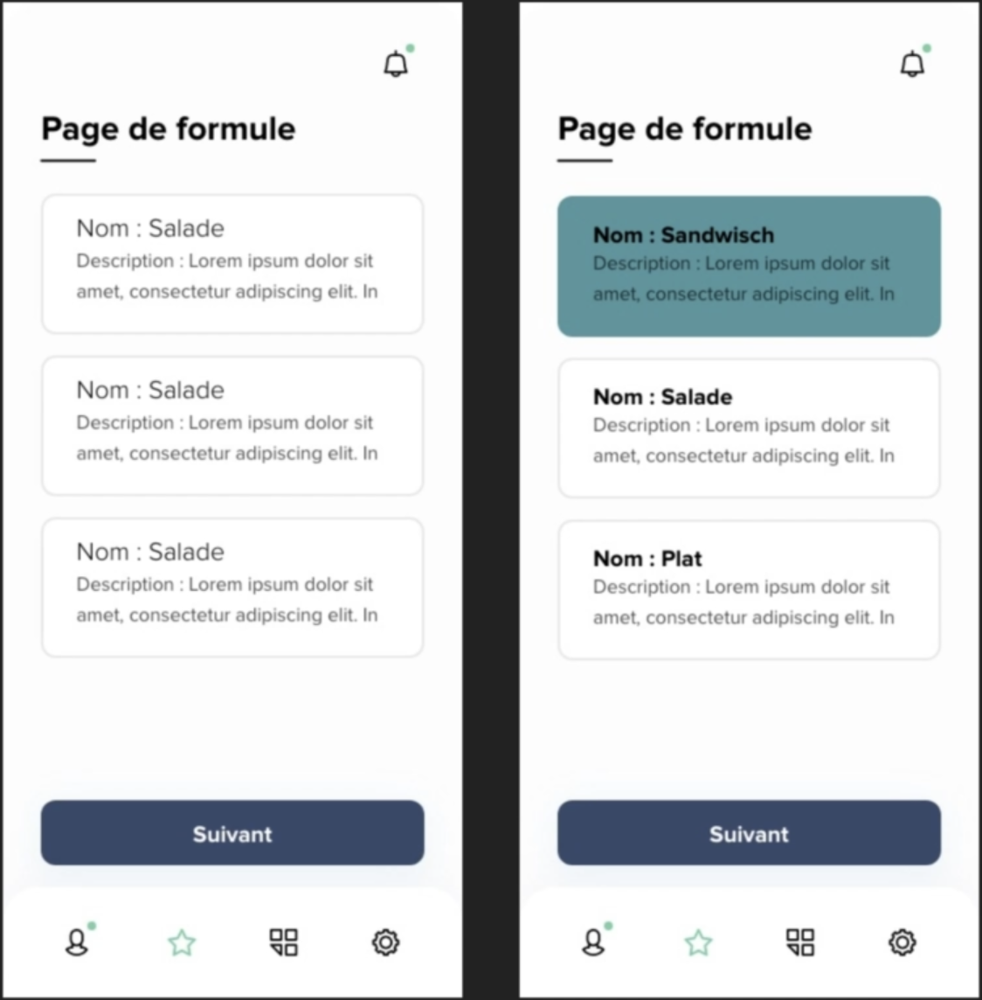 Page de formule
Nom : Salade
Description : Lorem ipsum dolor sit
amet, consectetur adipiscing elit. In
Nom : Salade
Description : Lorem ipsum dolor sit
amet, consectetur adipiscing elit. In
Nom : Salade
Description : Lorem ipsum dolor sit
amet, consectetur adipiscing elit. In
Suivant
Page de formule
Nom : Sandwisch
Description : Lorem ipsum dolor sit
amet, consectetur adipiscing elit. In
Nom : Salade
Description : Lorem ipsum dolor sit
amet, consectetur adipiscing elit. In
Nom : Plat
Description : Lorem ipsum dolor sit
amet, consectetur adipiscing elit. In
Suivant